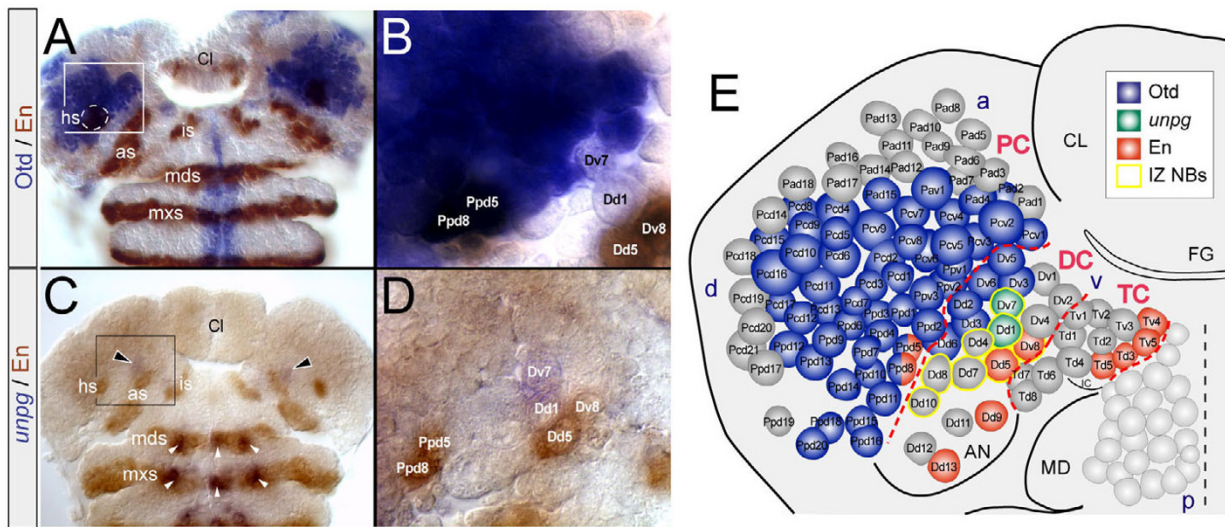 Otd / En
A
Cl
hs
is
as
mds
mxs
B
Dv7
Ppd5
Dd1
Ppd8
Dv8
Dd5
unpg / En
C
Cl
hs
is
as
mds
mxs
D
Dv7
Dd1
Dv8
Ppd5
Dd5
Ppd8
E
Otd
unpg
En
IZ NBs
a
PC
CL
FG
DC
v
TC
d
AN
MD
IC
p
Pad8
Pad13
Pad10
Pad5
Pad11
Pad9
Pad16
Pad14
Pad12
Pad6
Pad3
Pad18
Pad17
Pad15
Pav1
Pad7
Pad4
Pad2
Pad1
Pcd8
Pcd4
Pcv7
Pcv4
Pcv2
Pcd14
Pcd9
Pcd5
Pcv9
Pcv8
Pcv5
Pcv3
Pcv1
Pcd15
Pcd10
Pcd6
Pcd2
Pcv6
Dv5
Pcd18
Ppv1
Dv6
Dv3
Dv1
Pcd16
Pcd11
Pcd3
Pcd1
Ppv2
Pcd19
Pcd17
Pcd13
Pcd7
Ppd3
Ppd1
Ppv3
Dd2
Dv7
Dv2
Pcd20
Pcd12
Ppd6
Ppd4
Ppd2
Dd3
Dd1
Dv4
Tv1
Tv2
Tv3
Tv4
Pcd21
Ppd12
Ppd9
Ppd5
Dd6
Dd4
Dv8
Td1
Td2
Tv5
Ppd17
Ppd13
Ppd7
Ppd8
Dd8
Dd7
Dd5
Td7
Td6
Td4
Td5
Td3
Ppd14
Ppd10
Ppd11
Dd10
Td8
Ppd19
Ppd18
Ppd15
Dd11
Dd9
Ppd20
Ppd16
Dd12
Dd13